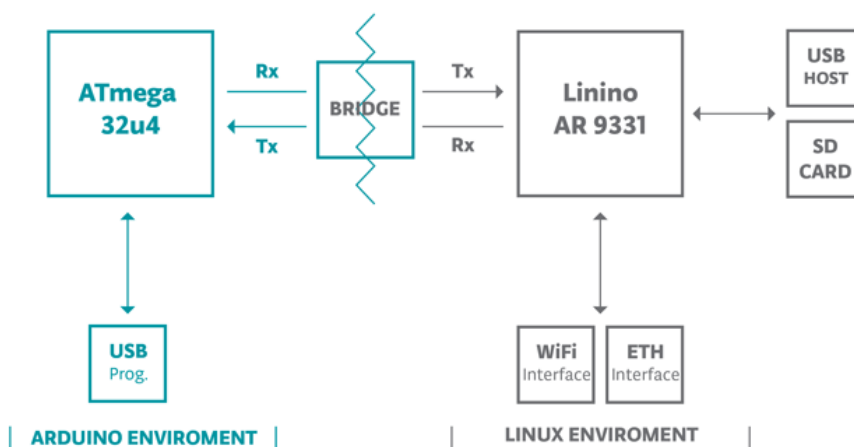 ATmega
32u4
Rx
Tx
BRIDGE
Tx
Rx
Linino
AR 9331
USB
HOST
SD
CARD
USB
Prog.
WiFi
Interface
ETH
Interface
ARDUINO ENVIROMENT
LINUX ENVIROMENT